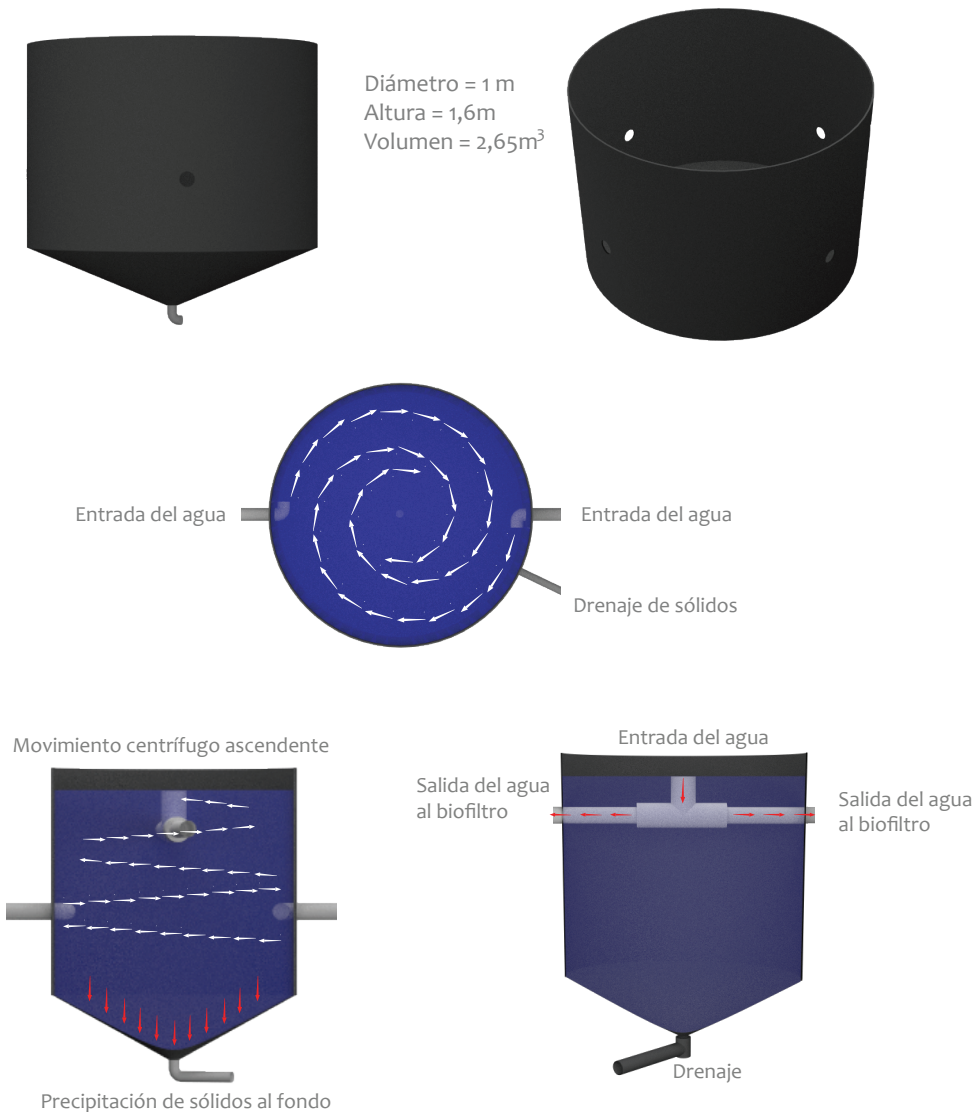 Diámetro = 1 m
Altura = 1,6m
Volumen = 2,65m³
Entrada del agua
Entrada del agua
Drenaje de sólidos
Movimiento centrífugo ascendente
Entrada del agua
Salida del agua
al biofiltro
Salida del agua
al biofiltro
Drenaje
Precipitación de sólidos al fondo